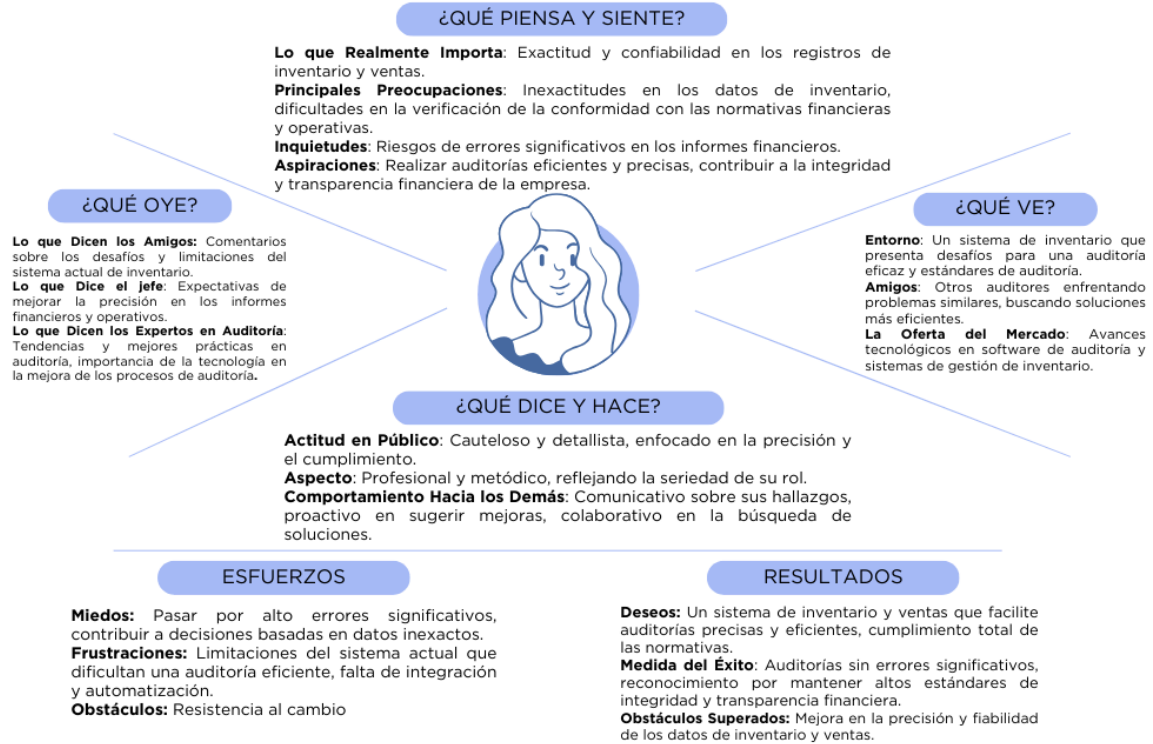 ¿QUÉ PIENSA Y SIENTE?
Lo que Realmente Importa: Exactitud y confiabilidad en los registros de
inventario y ventas.
Principales Preocupaciones: Inexactitudes en los datos de inventario,
dificultades en la verificación de la conformidad con las normativas financieras
y operativas.
Inquietudes: Riesgos de errores significativos en los informes financieros.
Aspiraciones: Realizar auditorías eficientes y precisas, contribuir a la integridad
y transparencia financiera de la empresa.
¿QUÉ OYE?
Lo que Dicen los Amigos: Comentarios
sobre los desafíos y limitaciones del
sistema actual de inventario.
Lo que Dice el jefe: Expectativas de
mejorar la precisión en los informes
financieros y operativos.
Lo que Dicen los Expertos en Auditoría:
Tendencias y mejores prácticas en
auditoría, importancia de la tecnología en
la mejora de los procesos de auditoría.
¿QUÉ VE?
Entorno: Un sistema de inventario que
presenta desafíos para una auditoría
eficaz y estándares de auditoría.
Amigos: Otros auditores enfrentando
problemas similares, buscando soluciones
más eficientes.
La Oferta del Mercado: Avances
tecnológicos en software de auditoría y
sistemas de gestión de inventario.
¿QUÉ DICE Y HACE?
Actitud en Público: Cauteloso y detallista, enfocado en la precisión y
el cumplimiento.
Aspecto: Profesional y metódico, reflejando la seriedad de su rol.
Comportamiento Hacia los Demás: Comunicativo sobre sus hallazgos,
proactivo en sugerir mejoras, colaborativo en la búsqueda de
soluciones.
ESFUERZOS
Miedos: Pasar por alto errores significativos,
contribuir a decisiones basadas en datos inexactos.
Frustraciones: Limitaciones del sistema actual que
dificultan una auditoría eficiente, falta de integración
y automatización.
Obstáculos: Resistencia al cambio
RESULTADOS
Deseos: Un sistema de inventario y ventas que facilite
auditorías precisas y eficientes, cumplimiento total de
las normativas.
Medida del Éxito: Auditorías sin errores significativos,
reconocimiento por mantener altos estándares de
integridad y transparencia financiera.
Obstáculos Superados: Mejora en la precisión y fiabilidad
de los datos de inventario y ventas.